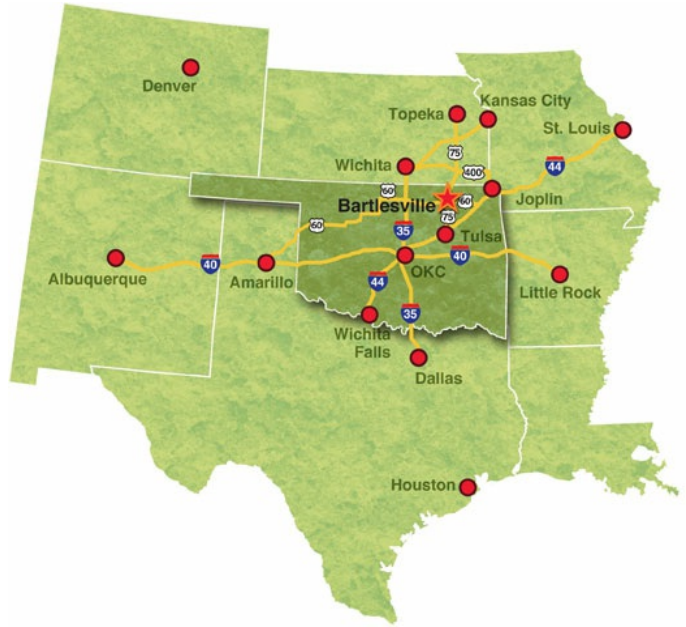 Denver
Topeka
Kansas City
St. Louis
75
Wichita
400
44
Joplin
60
Bartlesville
60
75
60
35
Tulsa
Albuquerque
40
Amarillo
OKC
40
44
Little Rock
35
Wichita
Falls
Dallas
Houston